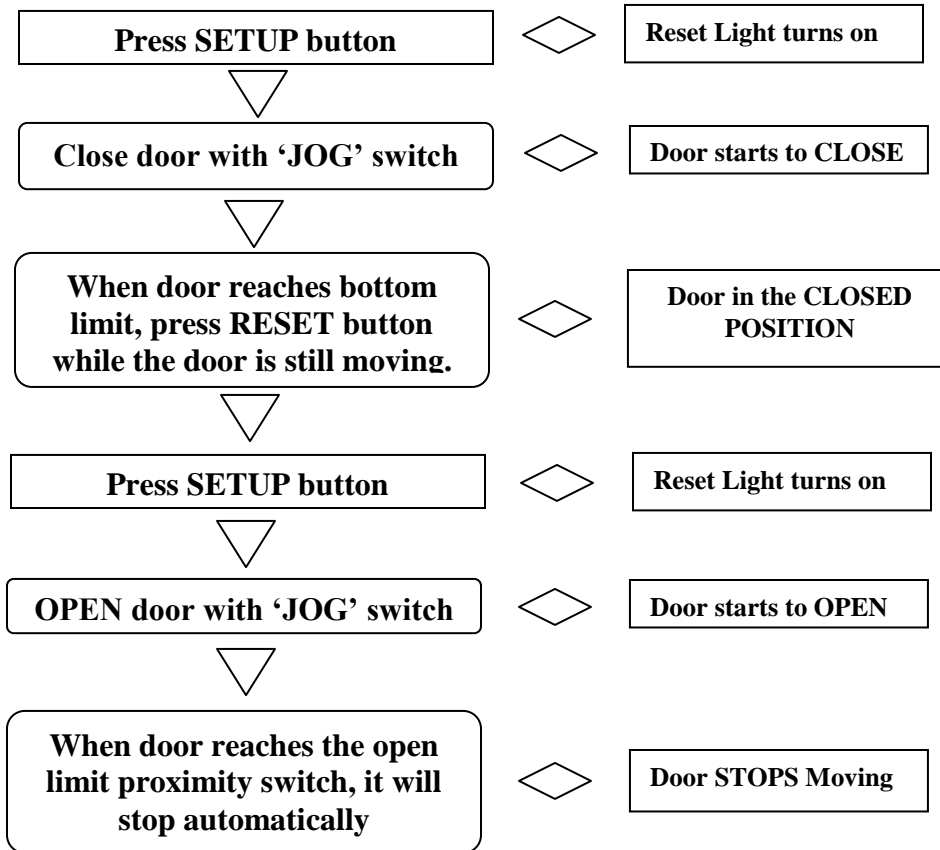 Press SETUP button
Reset Light turns on
Close door with ‘JOG’ switch
Door starts to CLOSE
When door reaches bottom
limit, press RESET button
while the door is still moving.
Door in the CLOSED
POSITION
Press SETUP button
Reset Light turns on
OPEN door with ‘JOG’ switch
Door starts to OPEN
When door reaches the open
limit proximity switch, it will
stop automatically
Door STOPS Moving